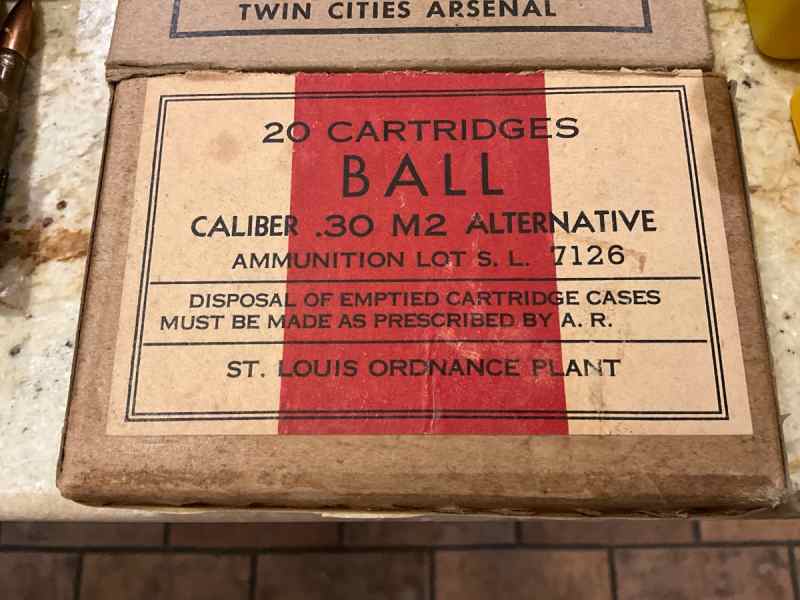 TWIN CITIES ARSENAL
20 CARTRIDGES
BALL
CALIBER .30 M2 ALTERNATIVE
AMMUNITION LOT S. L. 7126
DISPOSAL OF EMPTIED CARTRIDGE CASES
MUST BE MADE AS PRESCRIBED BY A. R.
ST. LOUIS ORDNANCE PLANT